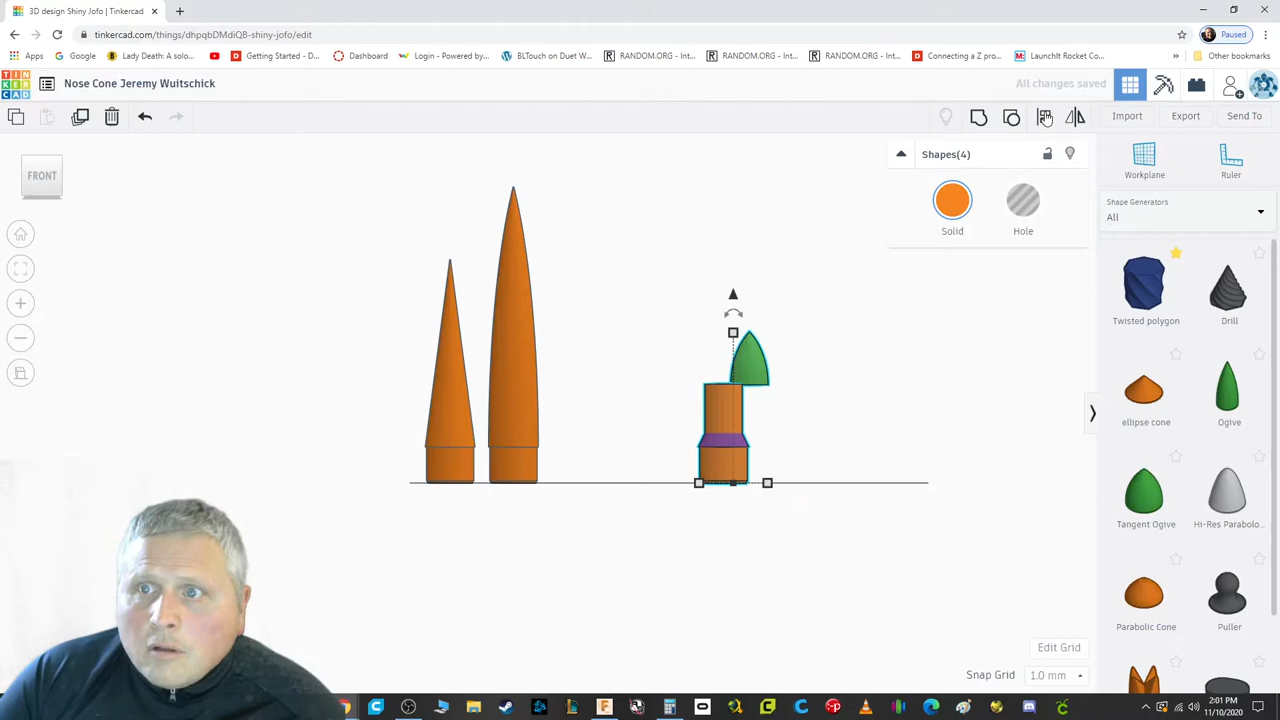 3D design Shiny Jofo | Tinkercad
tinkercad.com/things/dhpqbDMdiQB-shiny-jofo/edit
Paused
Apps
Google
Lady Death: A solo...
Getting Started - D...
Dashboard
Login - Powered by...
BLTouch on Duet W...
RANDOM.ORG - Int...
RANDOM.ORG - Int...
RANDOM.ORG - Int...
Connecting a Z pro...
LaunchIt Rocket Co...
Other bookmarks
TIN
KER
CAD
Nose Cone Jeremy Wuitschick
All changes saved
Import
Export
Send To
FRONT
Shapes(4)
Solid
Hole
Workplane
Ruler
Shape Generators
All
Twisted polygon
Drill
ellipse cone
Ogive
Tangent Ogive
Hi-Res Parabolo...
Parabolic Cone
Puller
Edit Grid
Snap Grid
1.0 mm
2:01 PM
11/10/2020